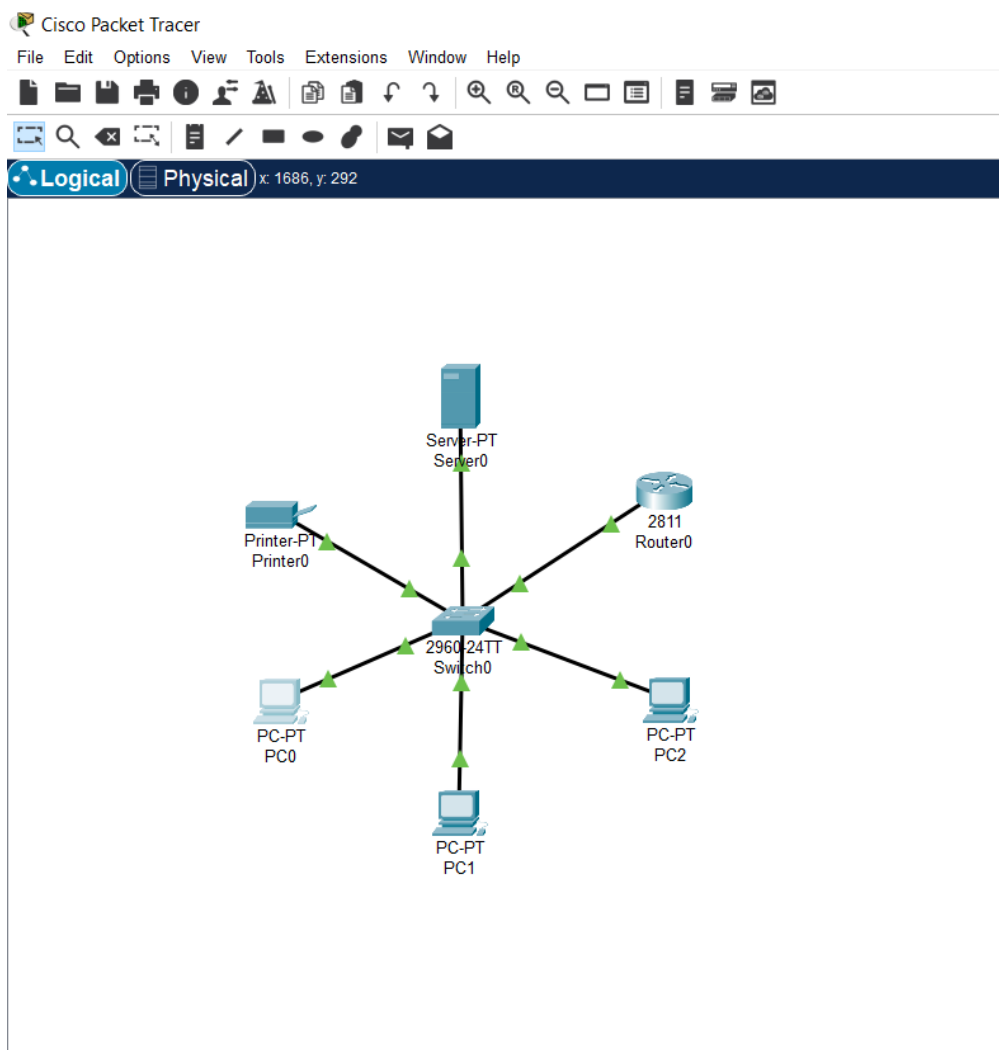 Cisco Packet Tracer
File Edit Options View Tools Extensions Window Help
Logical Physical x: 1686, y: 292
Server-PT
Server0
2811
Router0
Printer-PT
Printer0
2960-24TT
Switch0
PC-PT
PC0
PC-PT
PC2
PC-PT
PC1